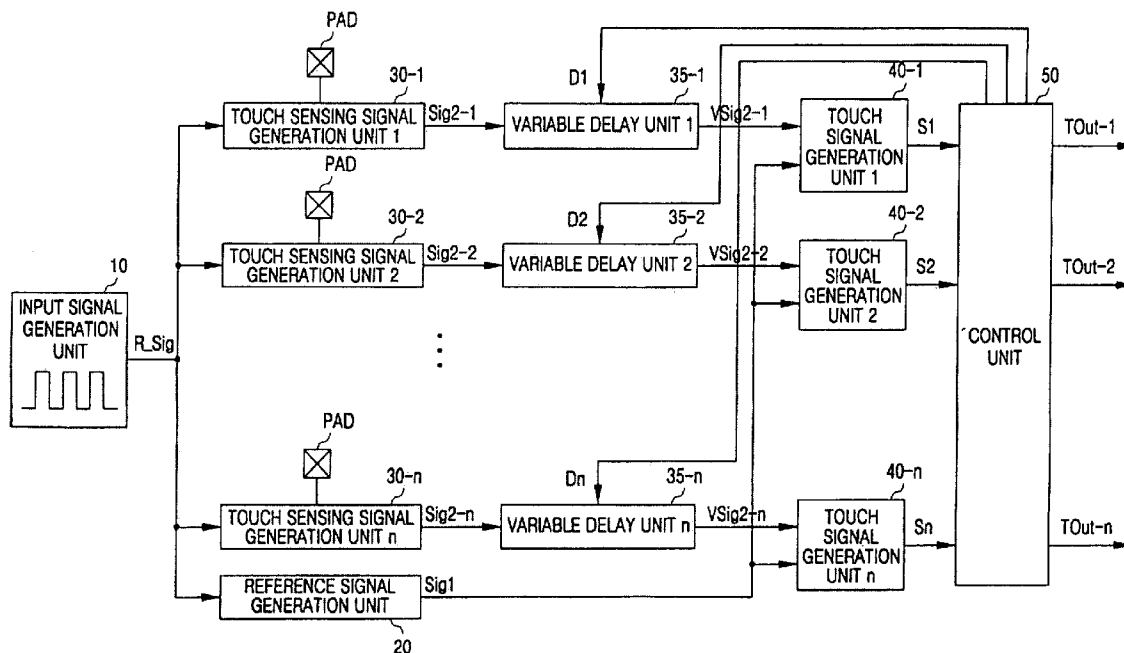 PAD
30-1
TOUCH SENSING SIGNAL
GENERATION UNIT 1
Sig2-1
D1
35-1
VARIABLE DELAY UNIT 1
VSig2-1
40-1
TOUCH
SIGNAL
GENERATION
UNIT 1
S1
50
TOut-1
PAD
30-2
TOUCH SENSING SIGNAL
GENERATION UNIT 2
Sig2-2
D2
35-2
VARIABLE DELAY UNIT 2
VSig2-2
40-2
TOUCH
SIGNAL
GENERATION
UNIT 2
S2
TOut-2
10
INPUT SIGNAL
GENERATION
UNIT
R_Sig
CONTROL
UNIT
PAD
30-n
TOUCH SENSING SIGNAL
GENERATION UNIT n
Sig2-n
Dn
35-n
VARIABLE DELAY UNIT n
VSig2-n
40-n
TOUCH
SIGNAL
GENERATION
UNIT n
Sn
TOut-n
REFERENCE SIGNAL
GENERATION UNIT
Sig1
20